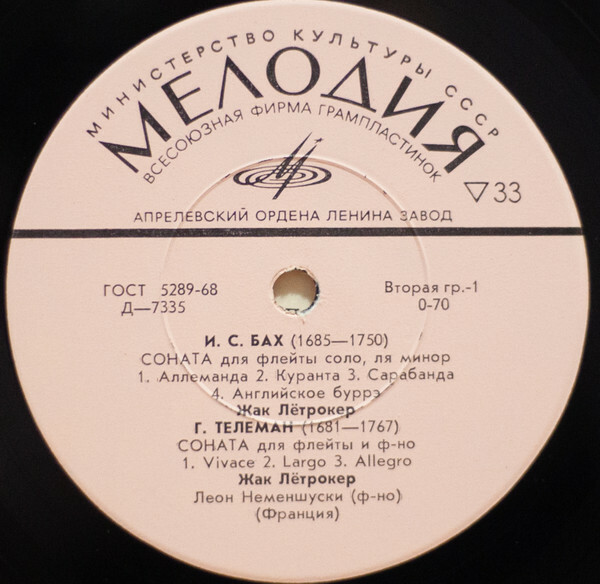 МИНИСТЕРСТВО КУЛЬТУРЫ СССР
МЕЛОДИЯ
ВСЕСОЮЗНАЯ ФИРМА ГРАМПЛАСТИНОК
▽33
АПРЕЛЕВСКИЙ ОРДЕНА ЛЕНИНА ЗАВОД
ГОСТ 5289-68
Д—7335
Вторая гр.-1
0-70
И. С. БАХ (1685—1750)
СОНАТА для флейты соло, ля минор
1. Аллеманда 2. Куранта 3. Сарабанда
4. Английское буррэ
Жак Лётрокер
Г. ТЕЛЕМАН (1681—1767)
СОНАТА для флейты и ф-но
1. Vivace 2. Largo 3. Allegro
Жак Лётрокер
Леон Неменшуски (ф-но)
(Франция)